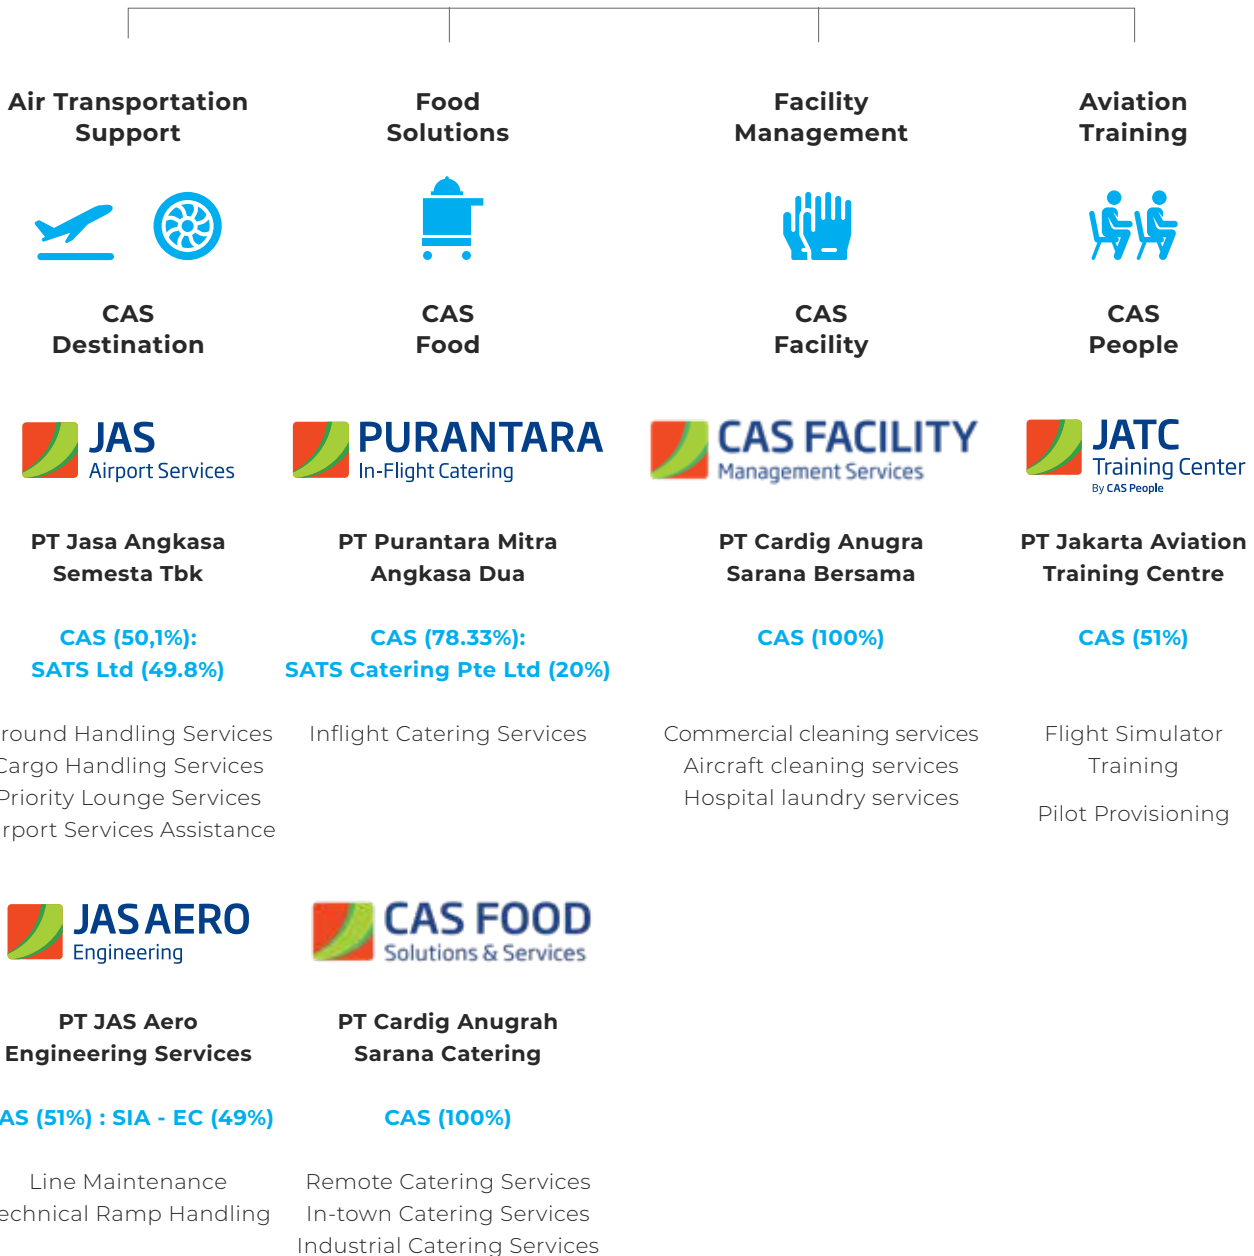 Air Transportation
Support
Food
Solutions
Facility
Management
Aviation
Training
CAS
Destination
CAS
Food
CAS
Facility
CAS
People
JAS
Airport Services
PURANTARA
In-Flight Catering
CAS FACILITY
Management Services
JATC
Training Center
By CAS People
PT Jasa Angkasa
Semesta Tbk
PT Purantara Mitra
Angkasa Dua
PT Cardig Anugra
Sarana Bersama
PT Jakarta Aviation
Training Centre
CAS (50,1%):
SATS Ltd (49.8%)
CAS (78.33%):
SATS Catering Pte Ltd (20%)
CAS (100%)
CAS (51%)
round Handling Services
Cargo Handling Services
Priority Lounge Services
rport Services Assistance
Inflight Catering Services
Commercial cleaning services
Aircraft cleaning services
Hospital laundry services
Flight Simulator
Training
Pilot Provisioning
JAS AERO
Engineering
CAS FOOD
Solutions & Services
PT JAS Aero
Engineering Services
PT Cardig Anugrah
Sarana Catering
AS (51%) : SIA - EC (49%)
CAS (100%)
Line Maintenance
echnical Ramp Handling
Remote Catering Services
In-town Catering Services
Industrial Catering Services